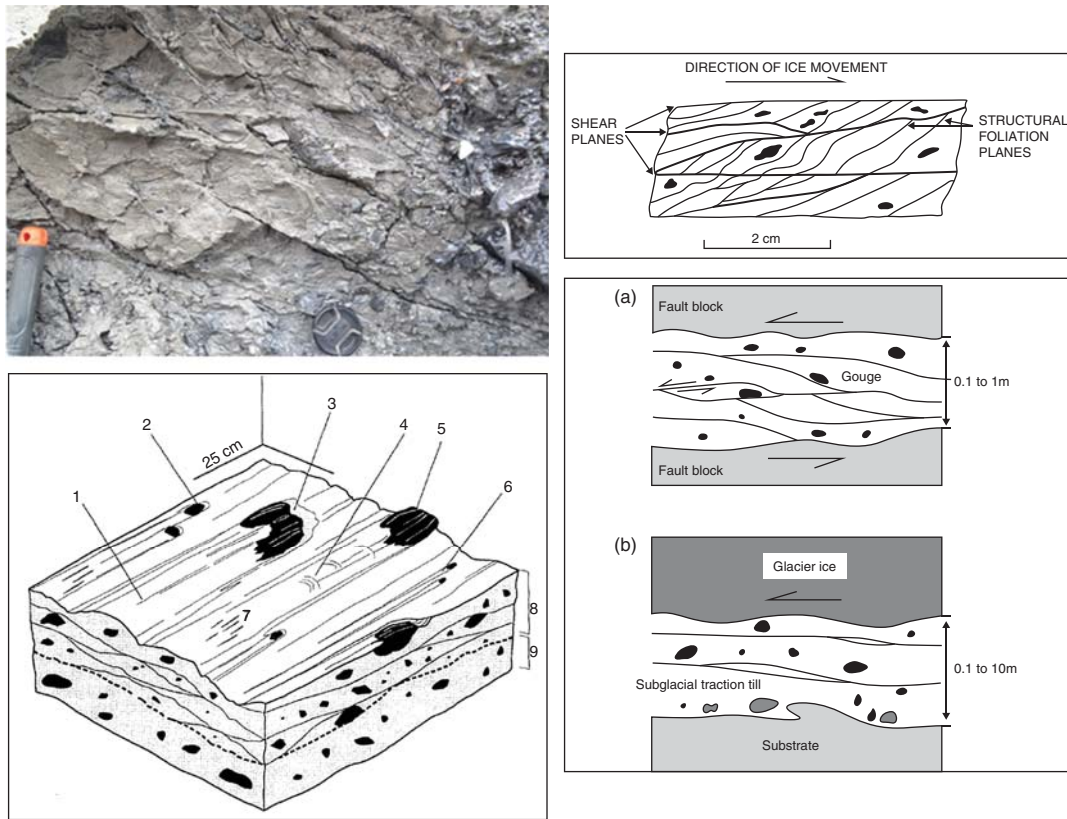 DIRECTION OF ICE MOVEMENT
SHEAR
PLANES
STRUCTURAL
FOLIATION
PLANES
2 cm
25 cm
1
2
3
4
5
6
7
8
9
(a)
Fault block
Gouge
0.1 to 1m
Fault block
(b)
Glacier ice
Subglacial traction till
0.1 to 10m
Substrate